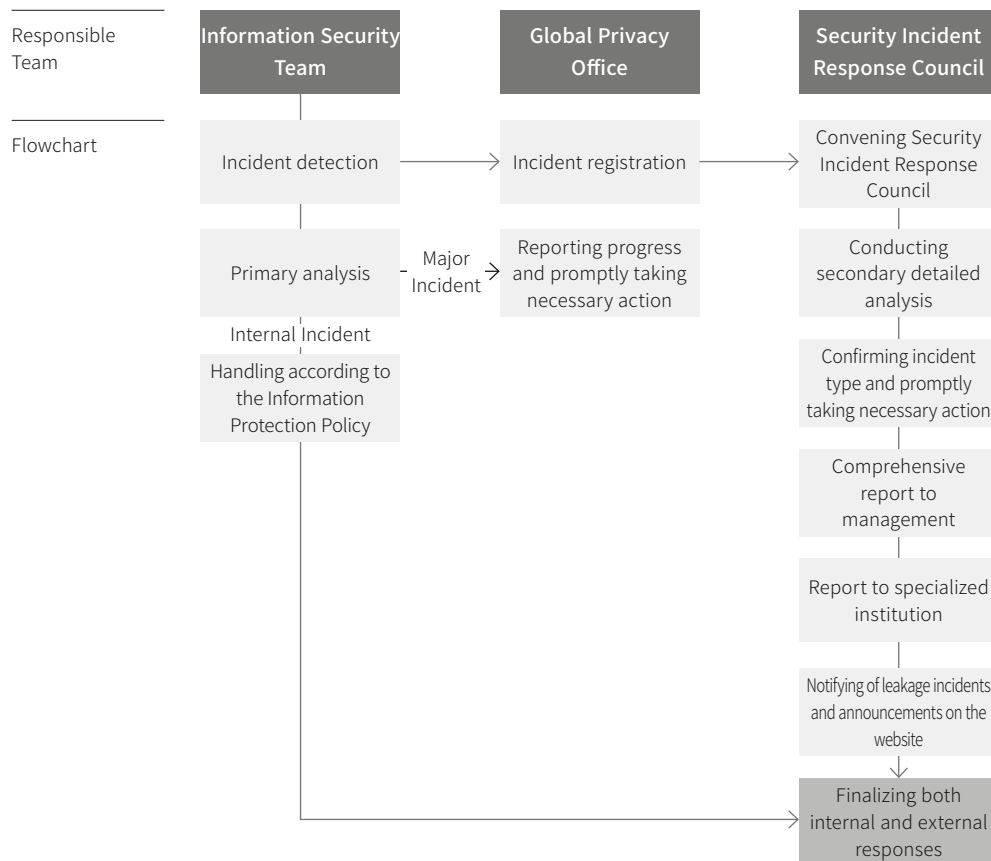 Responsible
Team
Information Security
Team
Global Privacy
Office
Security Incident
Response Council
Flowchart
Incident detection
Incident registration
Convening Security
Incident Response
Council
Primary analysis
Major
Incident
Reporting progress
and promptly taking
necessary action
Conducting
secondary detailed
analysis
Internal Incident
Handling according to
the Information
Protection Policy
Confirming incident
type and promptly
taking necessary action
Comprehensive
report to
management
Report to specialized
institution
Notifying of leakage incidents
and announcements on the
website
Finalizing both
internal and external
responses